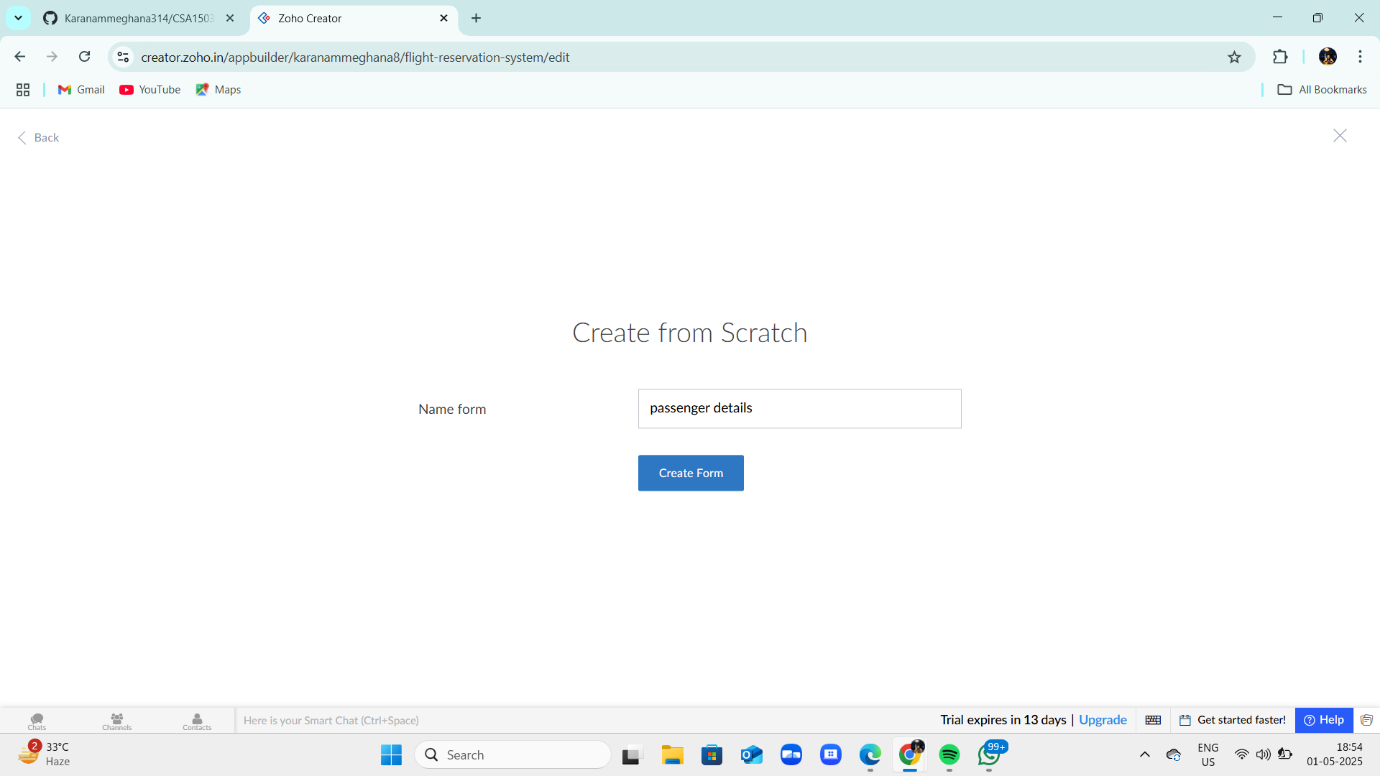 Karanammeghana314/CSA1503
Zoho Creator
creator.zoho.in/appbuilder/karanammeghana8/flight-reservation-system/edit
Gmail
YouTube
Maps
All Bookmarks
Back
Create from Scratch
Name form
passenger details
Create Form
Chats
Channels
Contacts
Here is your Smart Chat (Ctrl+Space)
Trial expires in 13 days | Upgrade
Get started faster!
Help
2
33°C
Haze
Search
99+
ENG
US
18:54
01-05-2025